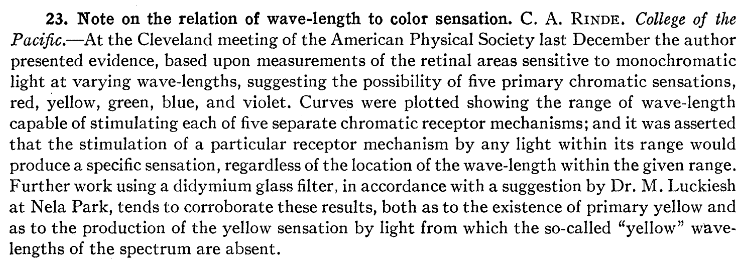 23. Note on the relation of wave-length to color sensation. C. A. RINDE. College of the
Pacific.—At the Cleveland meeting of the American Physical Society last December the author
presented evidence, based upon measurements of the retinal areas sensitive to monochromatic
light at varying wave-lengths, suggesting the possibility of five primary chromatic sensations,
red, yellow, green, blue, and violet. Curves were plotted showing the range of wave-length
capable of stimulating each of five separate chromatic receptor mechanisms; and it was asserted
that the stimulation of a particular receptor mechanism by any light within its range would
produce a specific sensation, regardless of the location of the wave-length within the given range.
Further work using a didymium glass filter, in accordance with a suggestion by Dr. M. Luckiesh
at Nela Park, tends to corroborate these results, both as to the existence of primary yellow and
as to the production of the yellow sensation by light from which the so-called "yellow" wave-
lengths of the spectrum are absent.